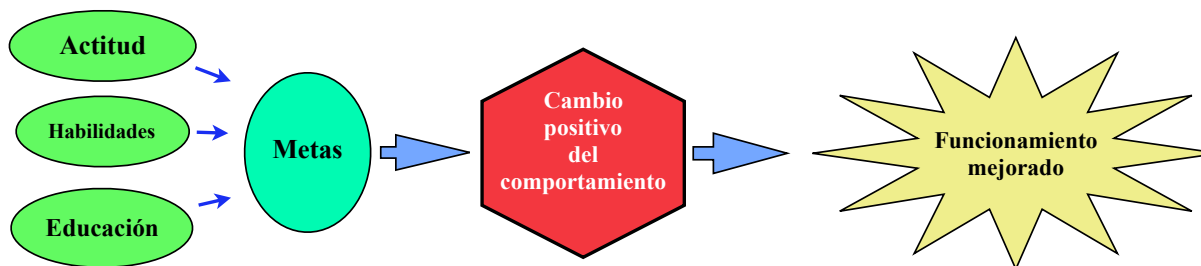 Actitud
Habilidades
Educación
Metas
Cambio
positivo
del
comportamiento
Funcionamiento
mejorado